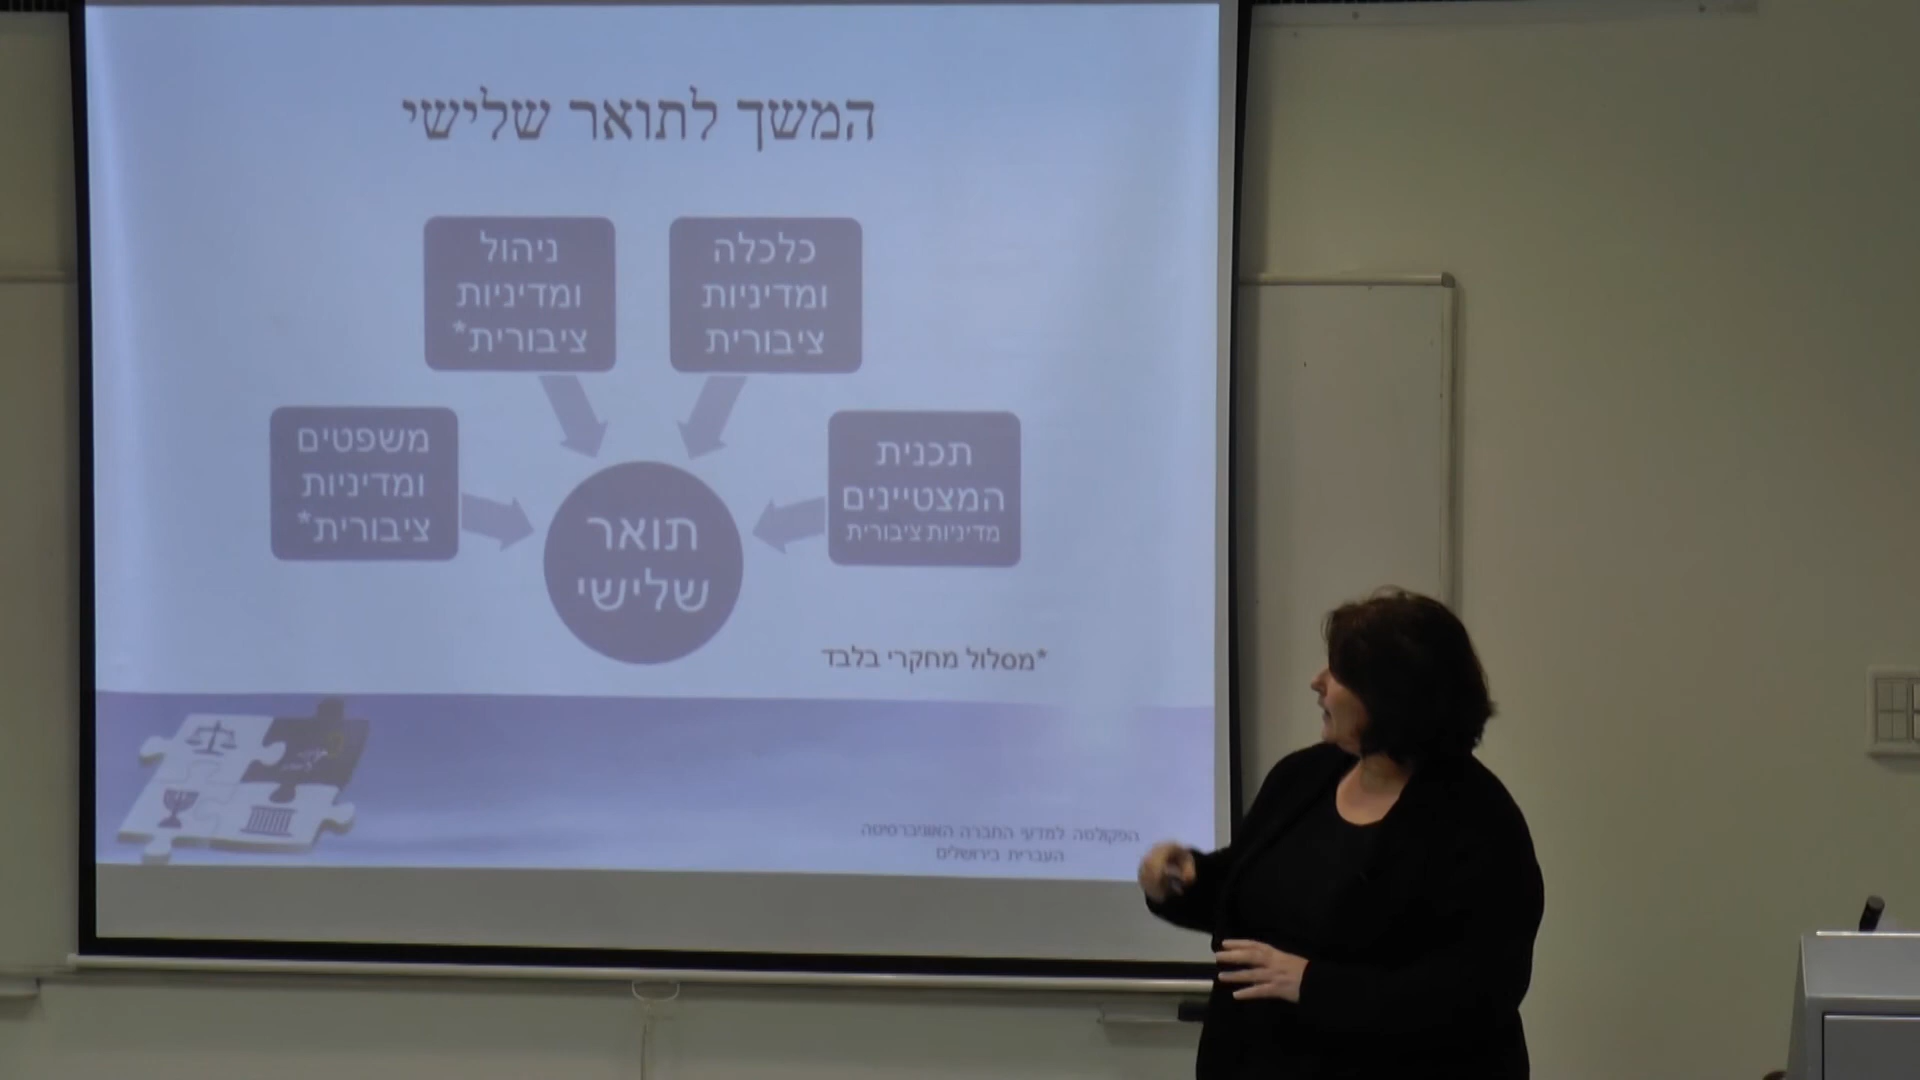 המשך לתואר שלישי
כלכלה
ומדיניות
ציבורית
ניהול
ומדיניות
ציבורית*
תכנית
המצטיינים
מדיניות ציבורית
משפטים
ומדיניות
ציבורית*
תואר
שלישי
*מסלול מחקרי בלבד
הפקולטה למדעי החברה האוניברסיטה
העברית בירושלים